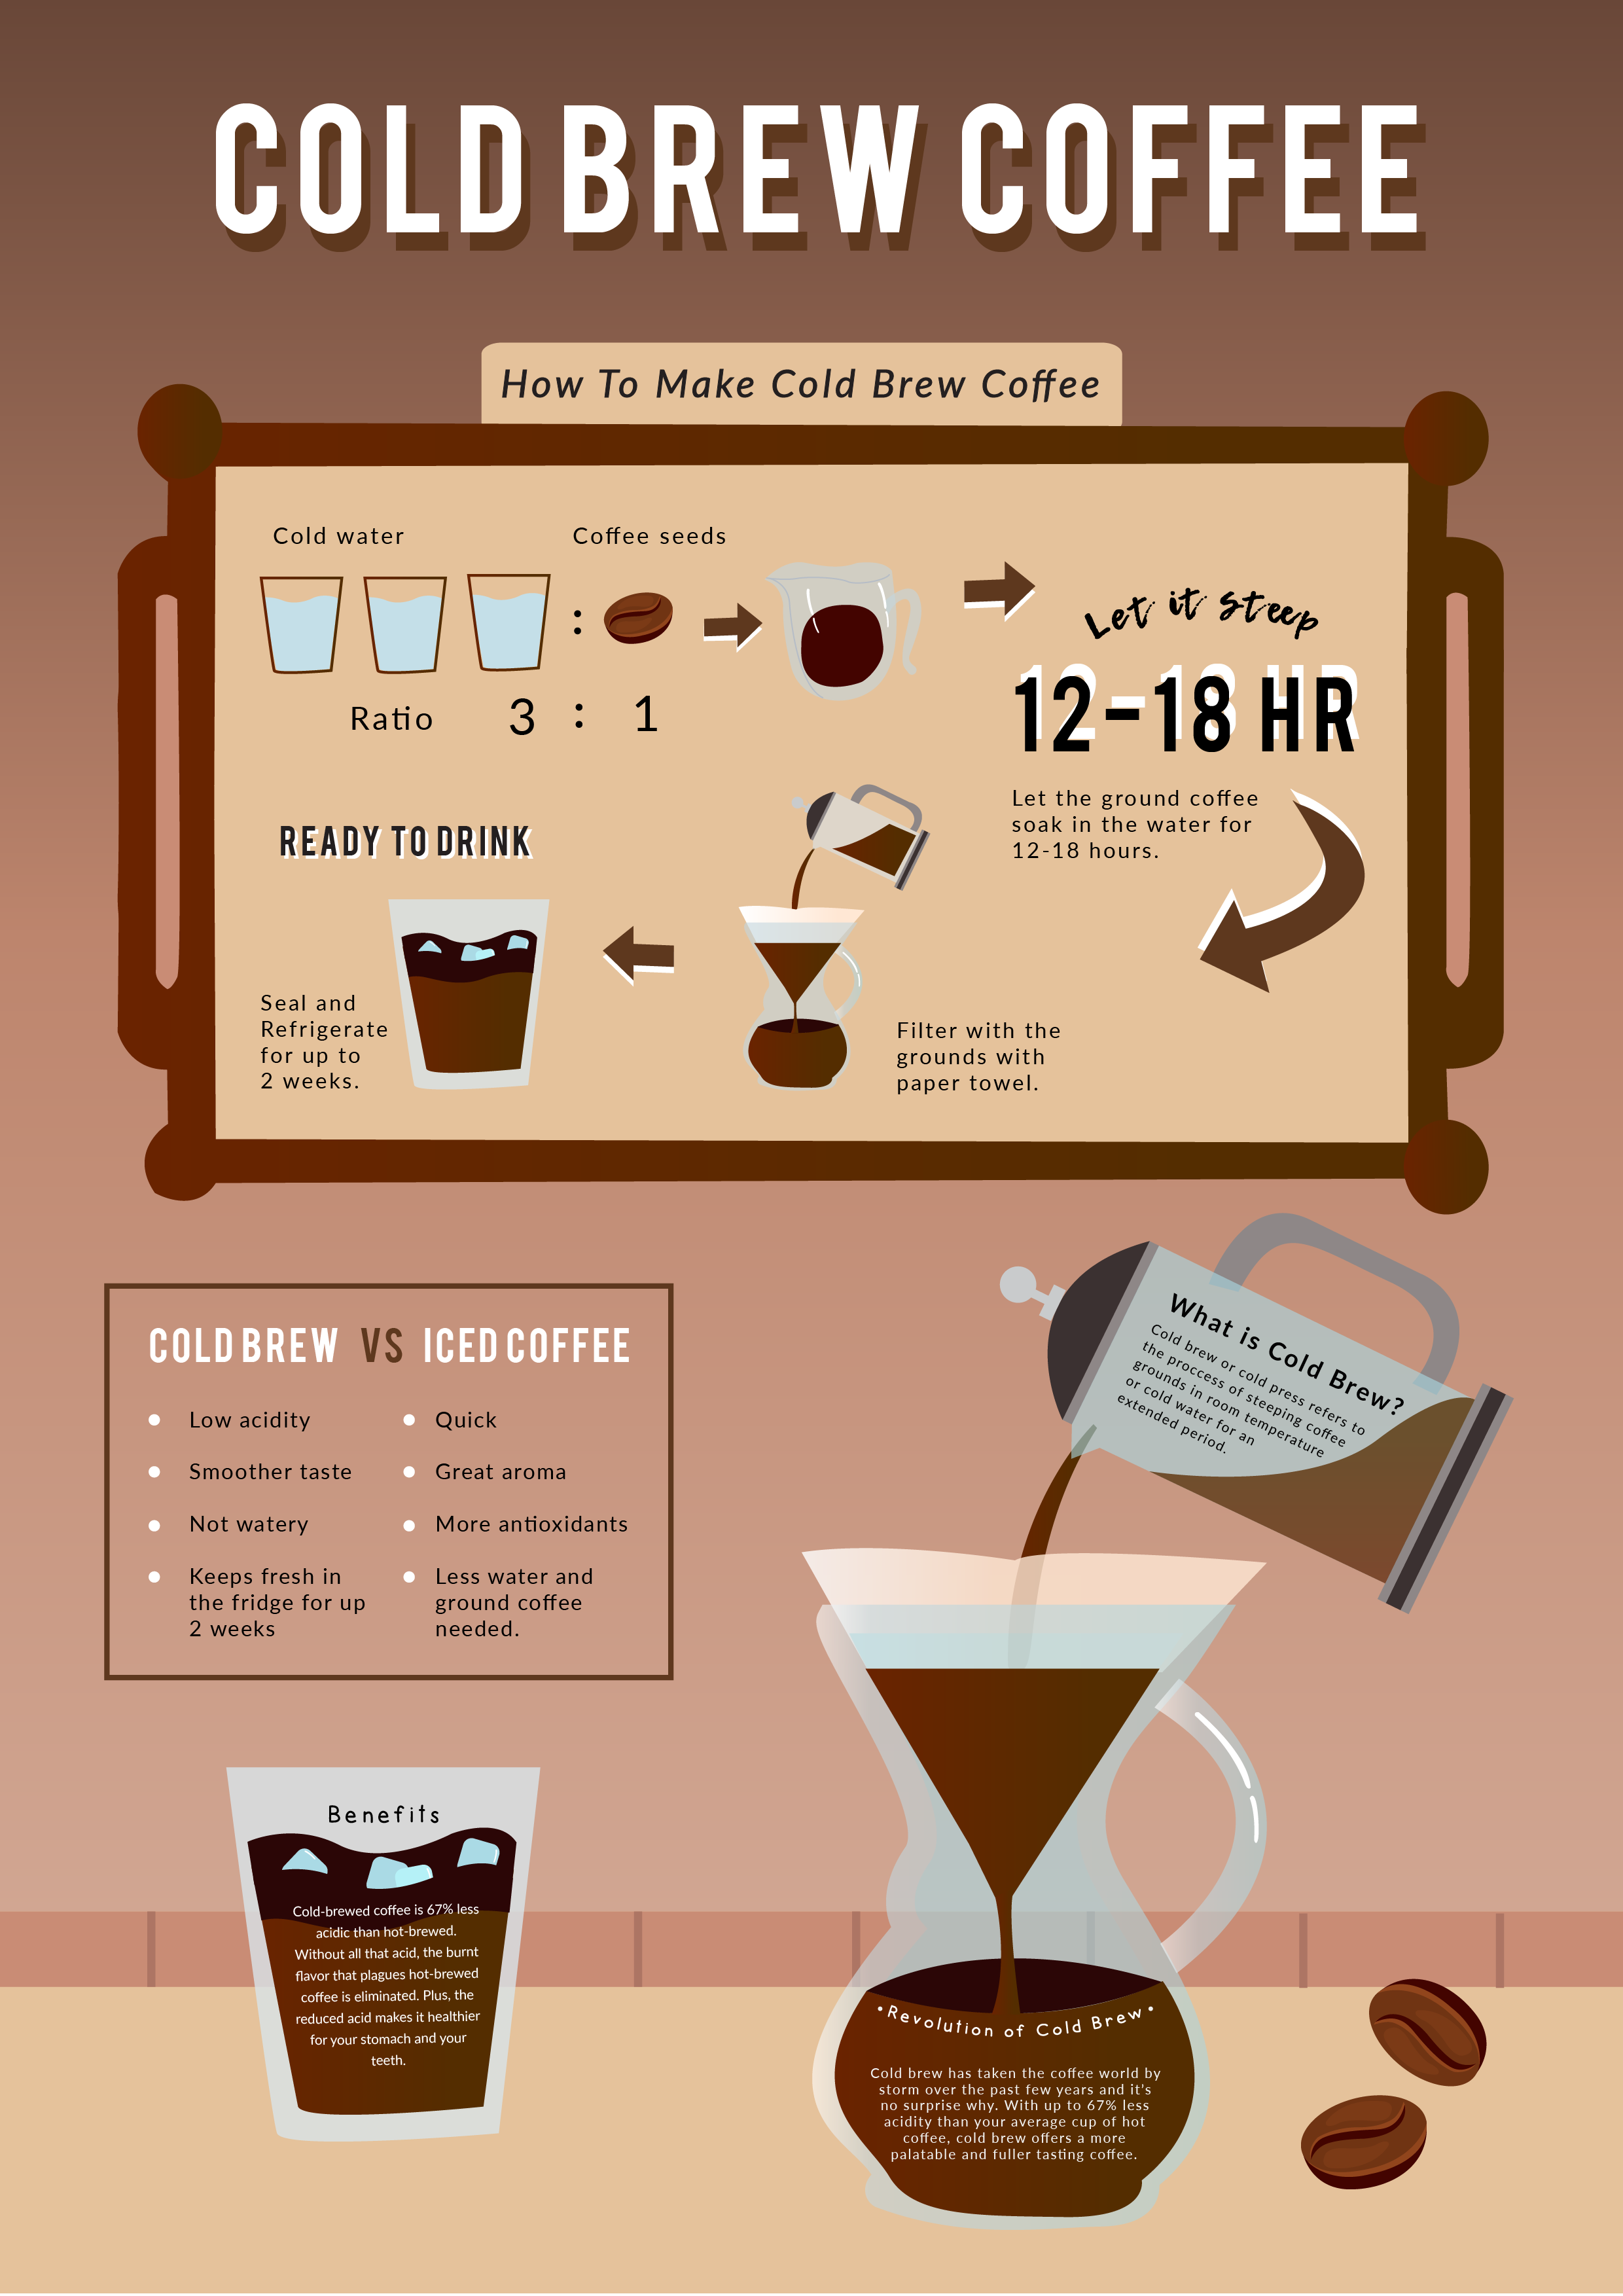 COLD BREW COFFEE
How To Make Cold Brew Coffee
Cold water
Coffee seeds
:
Ratio 3 : 1
Let it steep
12-18 HR
Let the ground coffee
soak in the water for
12-18 hours.
Filter with the
grounds with
paper towel.
READY TO DRINK
Seal and
Refrigerate
for up to
2 weeks.
What is Cold Brew?
Cold brew or cold press refers to
the proccess of steeping coffee
grounds in room temperature
or cold water for an
extended period.
COLD BREW VS ICED COFFEE
Low acidity
Smoother taste
Not watery
Keeps fresh in
the fridge for up
2 weeks
Quick
Great aroma
More antioxidants
Less water and
ground coffee
needed.
Benefits
Cold-brewed coffee is 67% less
acidic than hot-brewed.
Without all that acid, the burnt
flavor that plagues hot-brewed
coffee is eliminated. Plus, the
reduced acid makes it healthier
for your stomach and your
teeth.
• Revolution of Cold Brew •
Cold brew has taken the coffee world by
storm over the past few years and it's
no surprise why. With up to 67% less
acidity than your average cup of hot
coffee, cold brew offers a more
palatable and fuller tasting coffee.